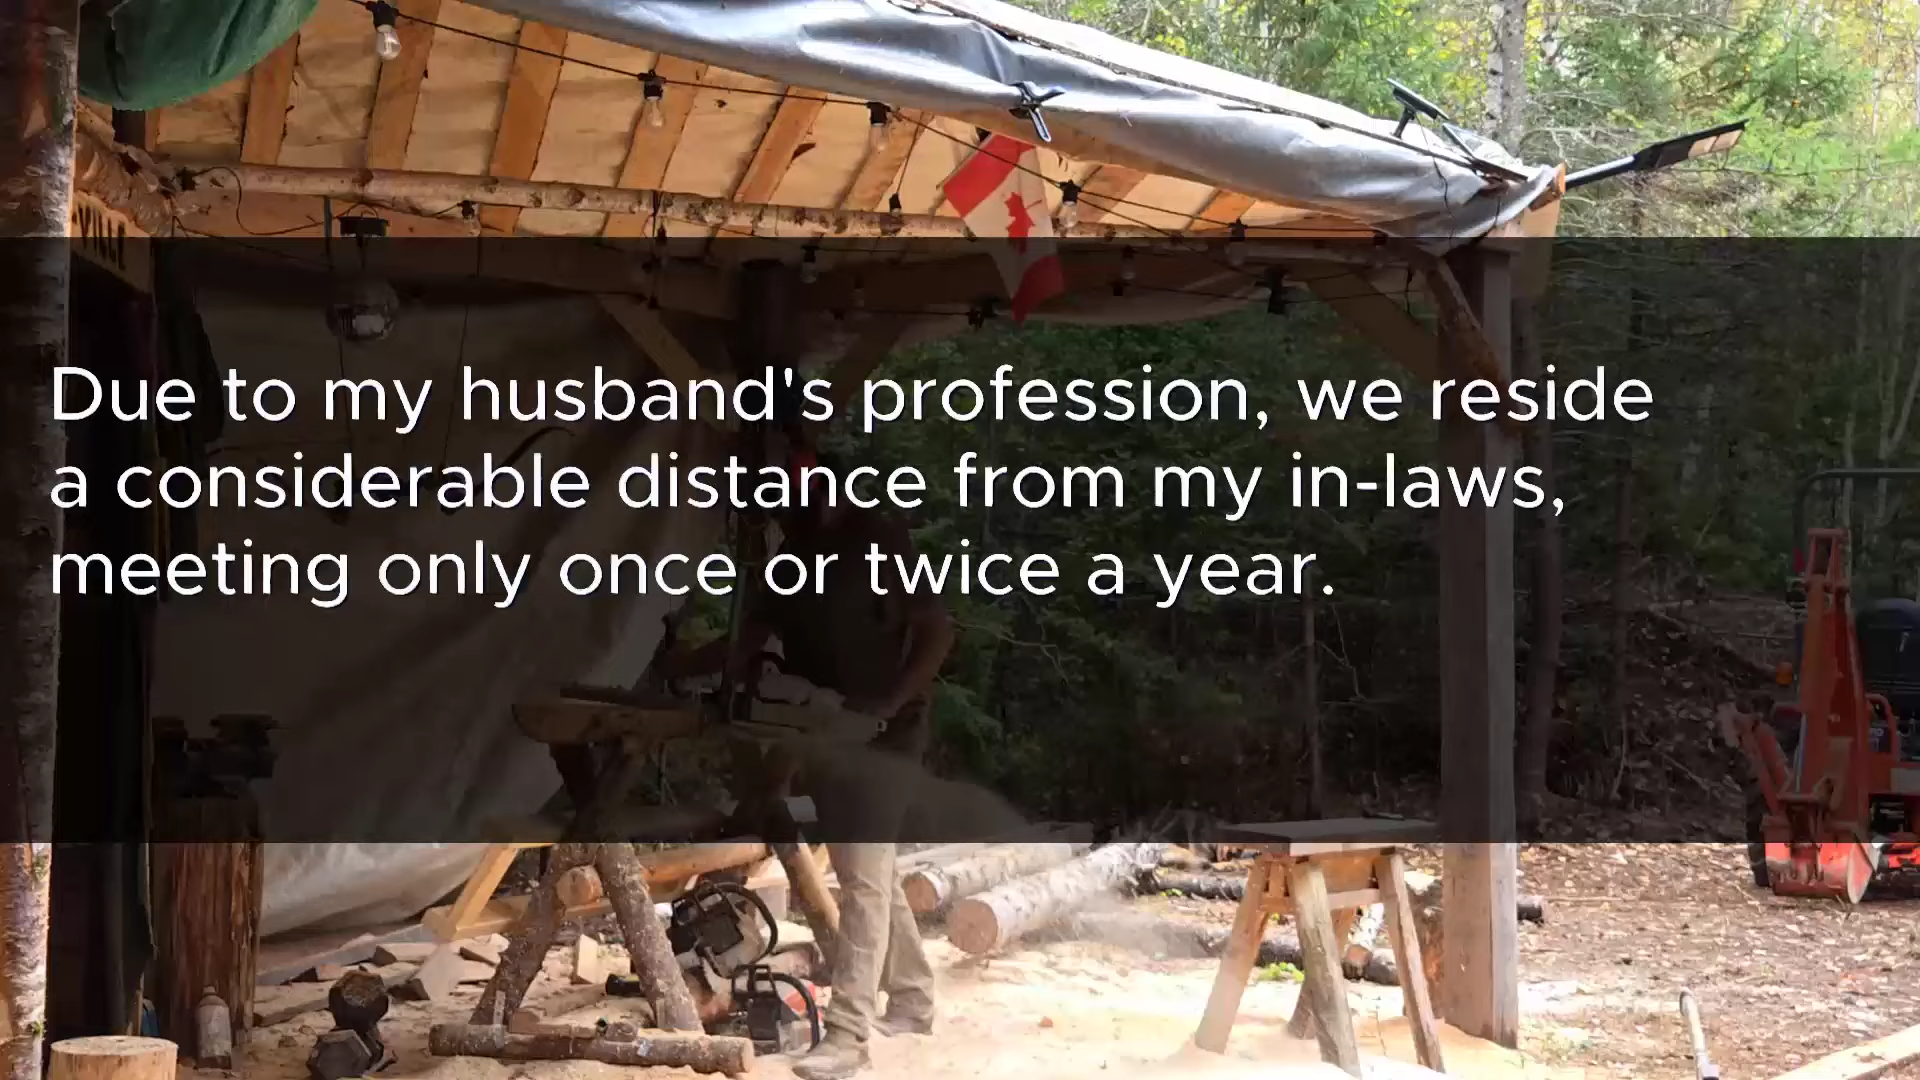 Due to my husband's profession, we reside
a considerable distance from my in-laws,
meeting only once or twice a year.